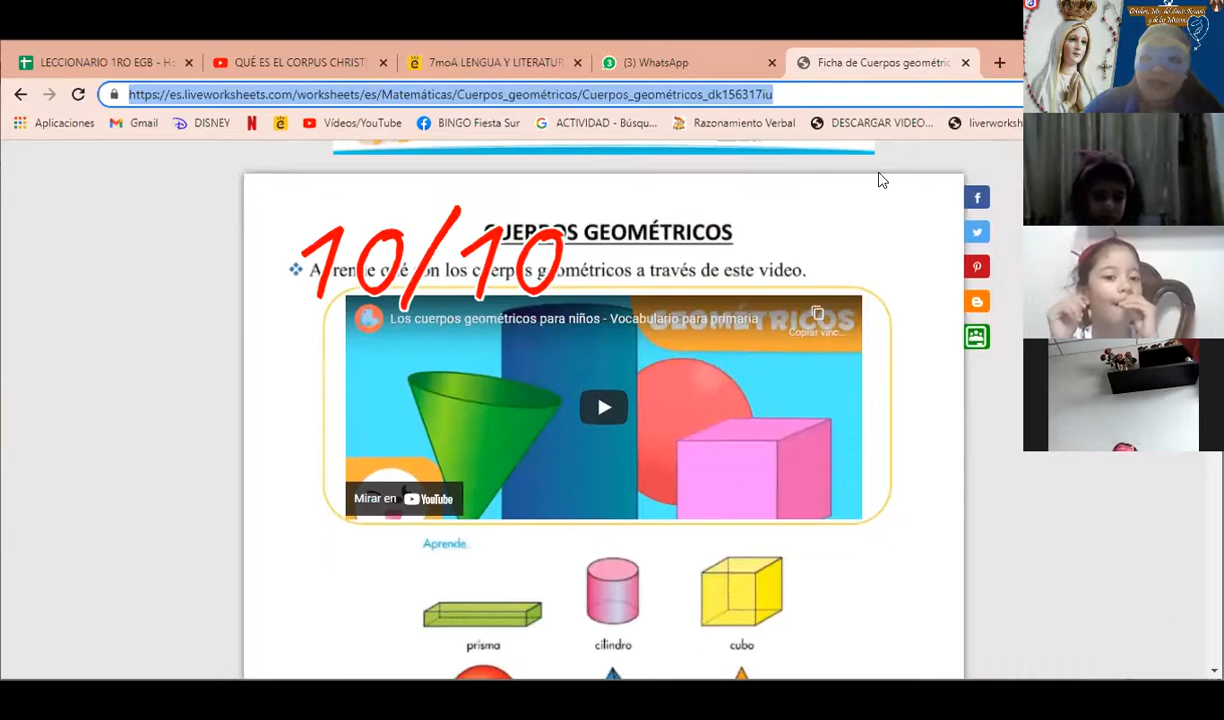 LECCIONARIO 1RO EGB - Ho
QUÉ ES EL CORPUS CHRIST
7moA LENGUA Y LITERATUR
(3) WhatsApp
Ficha de Cuerpos geométric
https://es.liveworksheets.com/worksheets/es/Matemáticas/Cuerpos_geométricos/Cuerpos_geométricos_dk156317iu
Aplicaciones
Gmail
DISNEY
Vídeos/YouTube
BINGO Fiesta Sur
ACTIVIDAD - Búsqu...
Razonamiento Verbal
DESCARGAR VIDEO...
liverworksh
10/10
CUERPOS GEOMÉTRICOS
Aprende qué son los cuerpos geométricos a través de este video.
Los cuerpos geométricos para niños - Vocabulario para primaria
GEOMÉTRICOS
Copiar vínc...
Mirar en YouTube
Aprende
prisma
cilindro
cubo